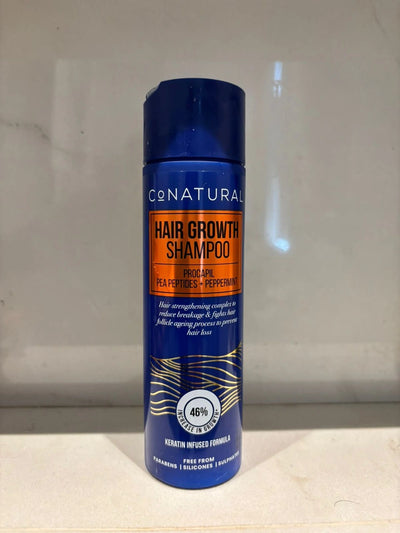 CoNATURAL
HAIR GROWTH
SHAMPOO
PROCAPIL
PEA PEPTIDES + PEPPERMINT
Hair strengthening complex to
reduce breakage & fights hair
follicle ageing process to prevent
hair loss
46%
INCREASE IN GROWTH*
KERATIN INFUSED FORMULA
FREE FROM
PARABENS | SILICONES | SULPHATES